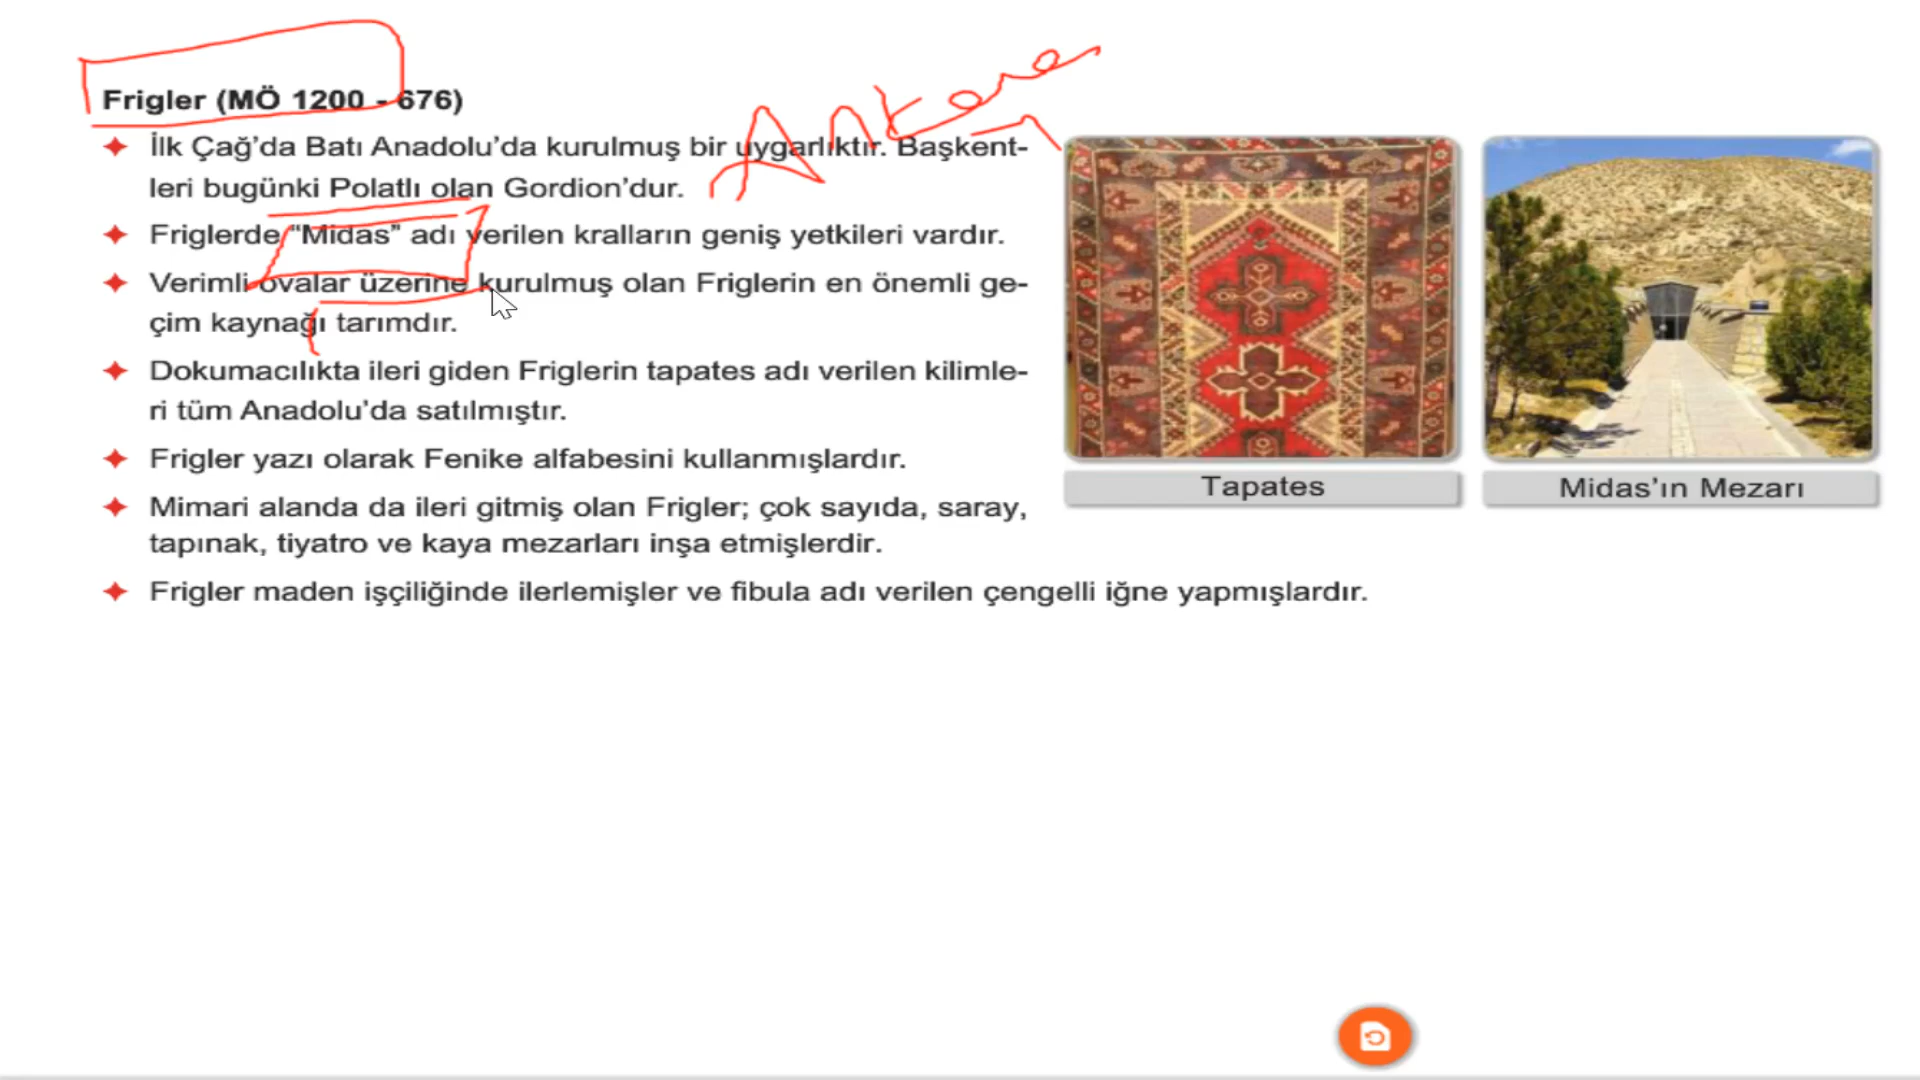 Frigler (MÖ 1200 - 676)
Ankara
İlk Çağ'da Batı Anadolu'da kurulmuş bir uygarlıktır. Başkent-
leri bugünki Polatlı olan Gordion'dur.
Friglerde "Midas" adı verilen kralların geniş yetkileri vardır.
Verimli ovalar üzerine kurulmuş olan Friglerin en önemli ge-
çim kaynağı tarımdır.
Dokumacılıkta ileri giden Friglerin tapates adı verilen kilimle-
ri tüm Anadolu'da satılmıştır.
Frigler yazı olarak Fenike alfabesini kullanmışlardır.
Mimari alanda da ileri gitmiş olan Frigler; çok sayıda, saray,
tapınak, tiyatro ve kaya mezarları inşa etmişlerdir.
Frigler maden işçiliğinde ilerlemişler ve fibula adı verilen çengelli iğne yapmışlardır.
Tapates
Midas'ın Mezarı